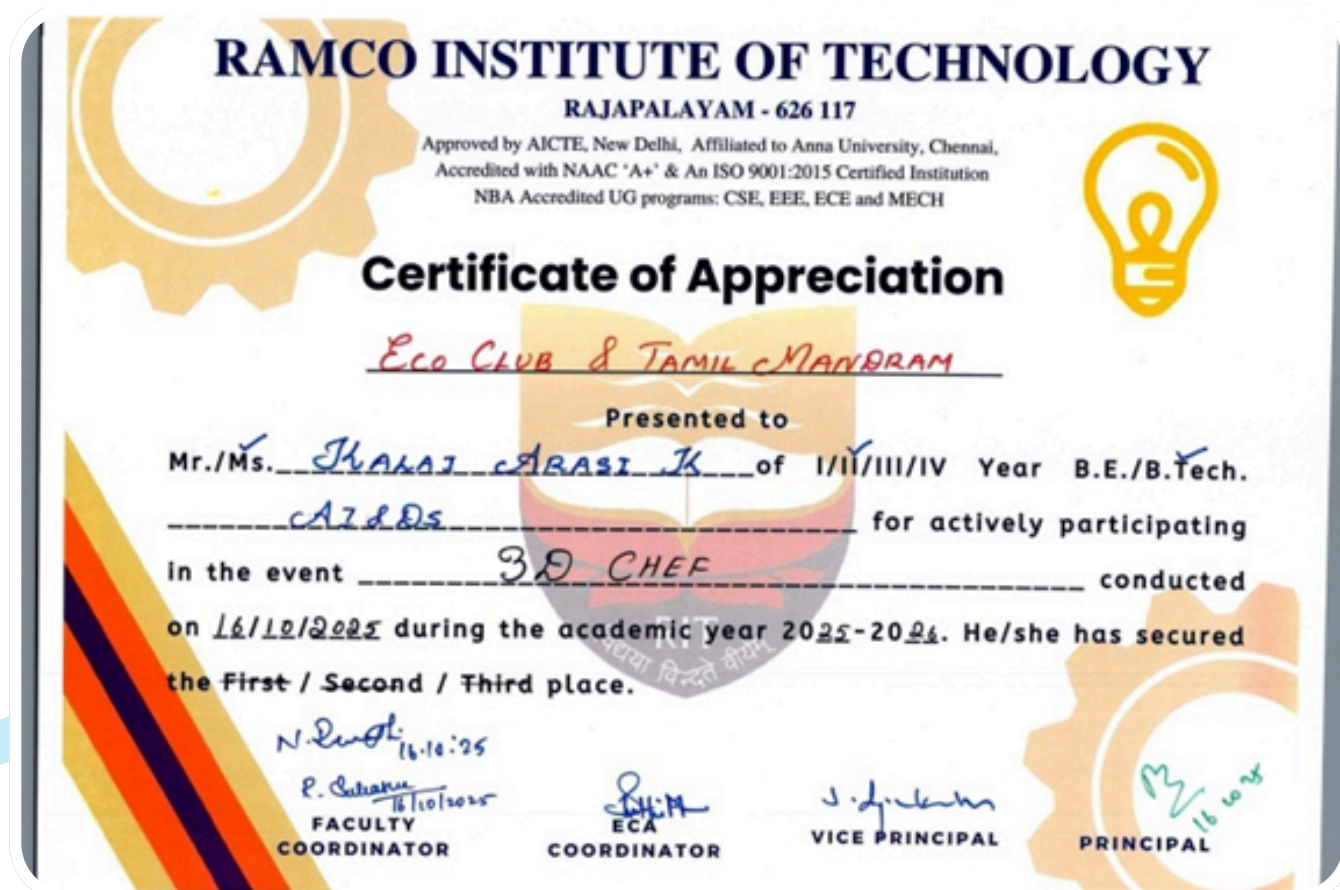 RAMCO INSTITUTE OF TECHNOLOGY
RAJAPALAYAM - 626 117
Approved by AICTE, New Delhi, Affiliated to Anna University, Chennai,
Accredited with NAAC 'A+' & An ISO 9001:2015 Certified Institution
NBA Accredited UG programs: CSE, EEE, ECE and MECH
Certificate of Appreciation
ECO CLUB & TAMIL MANDRAM
Presented to
Mr./Ms. KALAI ARASI K of I/II/III/IV Year B.E./B.Tech.
AI&DS for actively participating
in the event 3D CHEF conducted
on 16/10/2025 during the academic year 2025-2026. He/she has secured
the First / Second / Third place.
RIT
विन्दते वीर्यम्
16.10.25
16/10/2025
FACULTY
COORDINATOR
ECA
COORDINATOR
VICE PRINCIPAL
PRINCIPAL